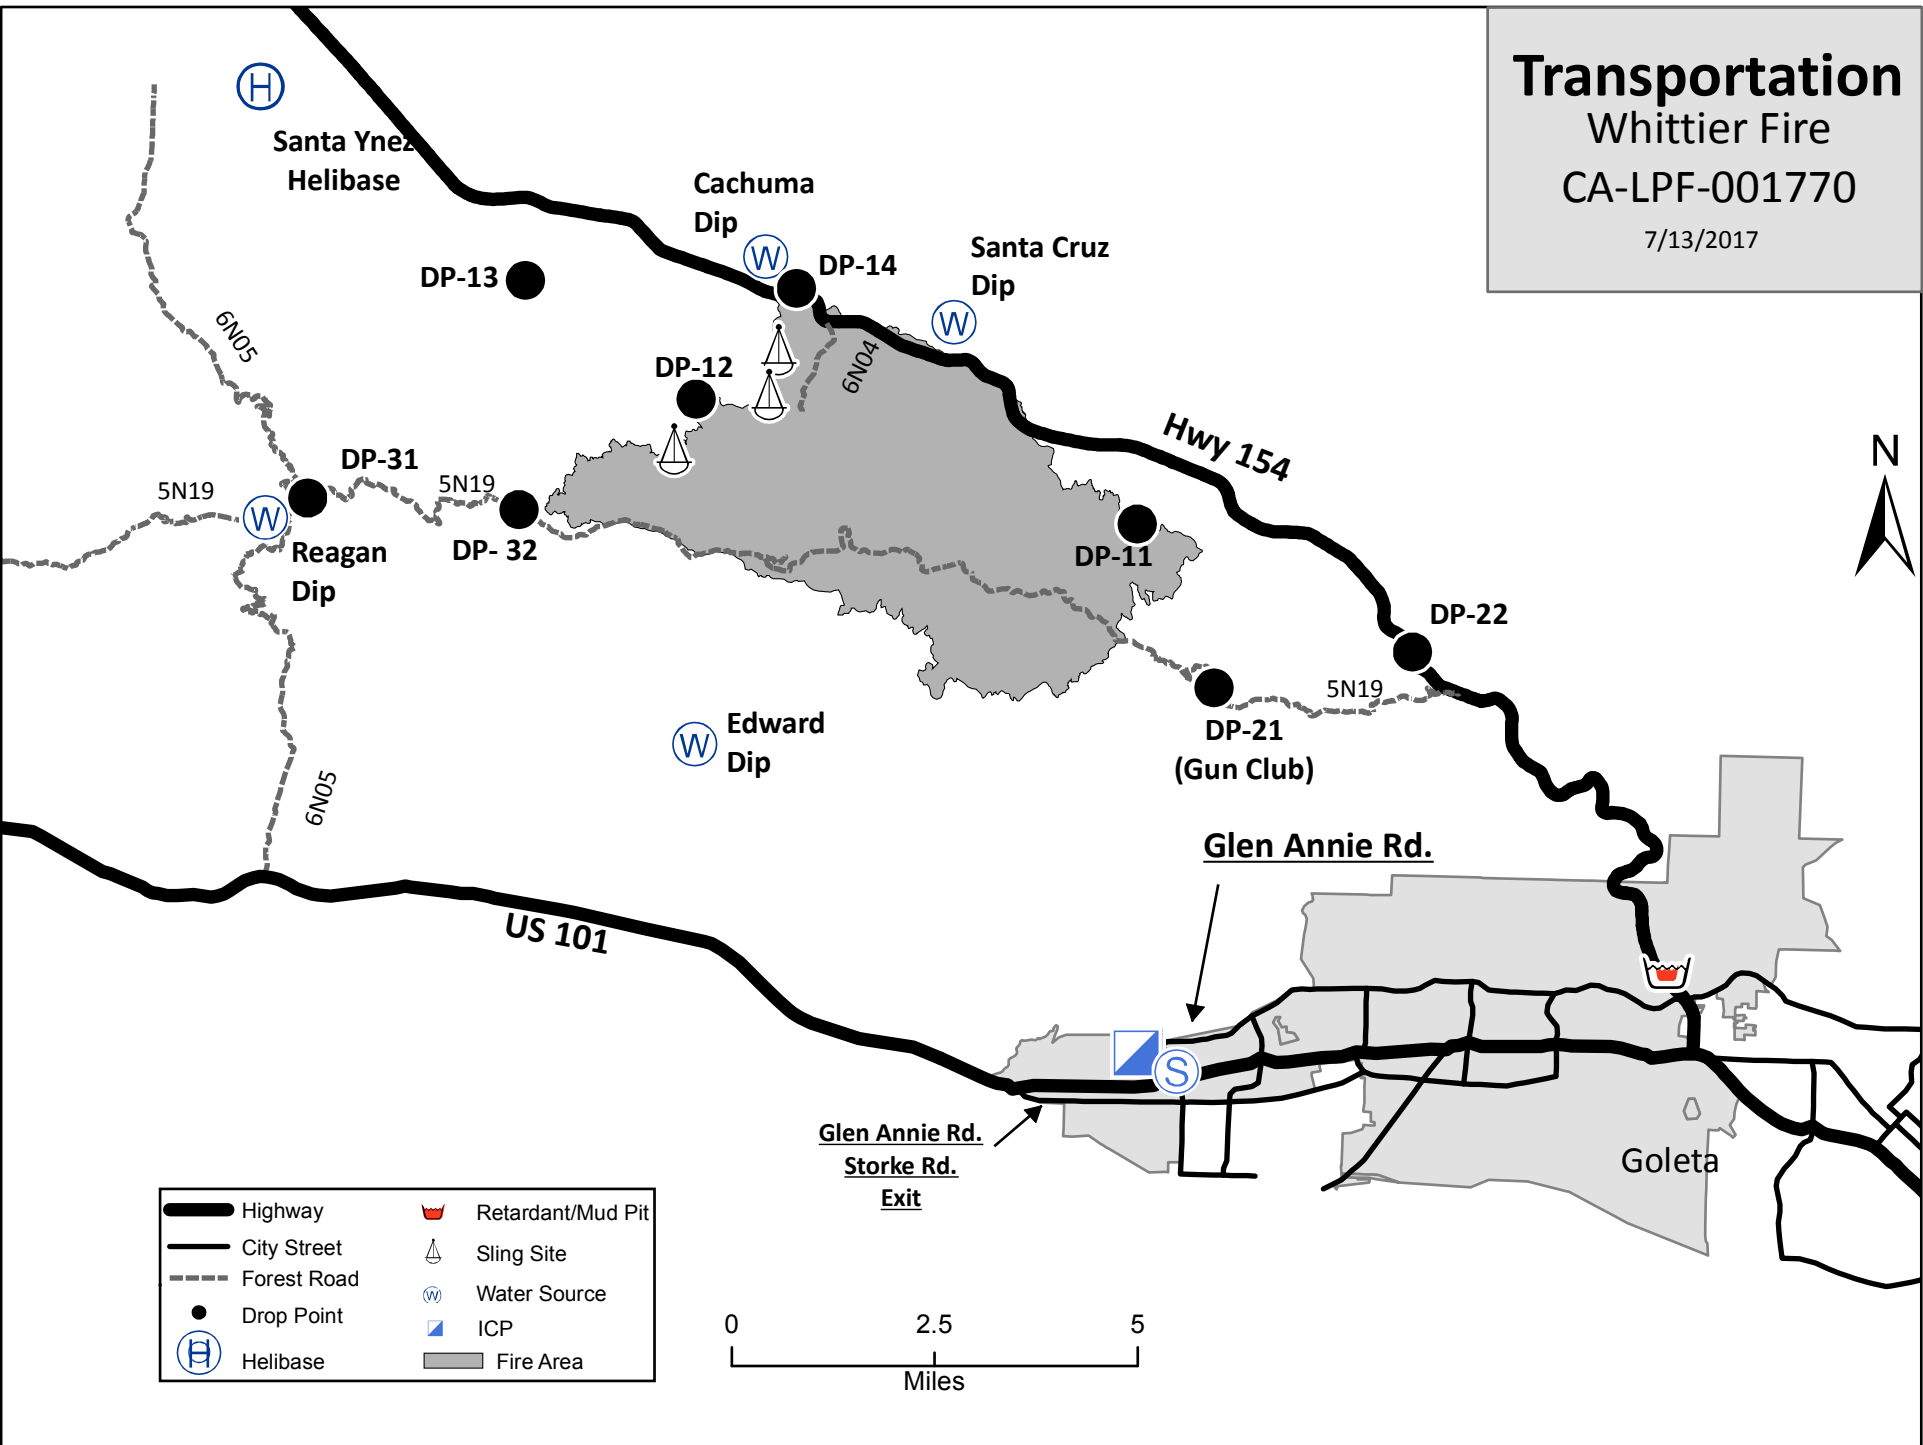 Transportation
Whittier Fire
CA-LPF-001770
7/13/2017
H
Santa Ynez
Helibase
Cachuma
Dip
W
DP-14
Santa Cruz
Dip
W
DP-13
6N05
DP-12
6N04
Hwy 154
N
DP-31
5N19
5N19
W
Reagan
Dip
DP- 32
DP-11
DP-22
5N19
DP-21
(Gun Club)
W
Edward
Dip
6N05
Glen Annie Rd.
US 101
S
Glen Annie Rd.
Storke Rd.
Exit
Goleta
Highway
City Street
Forest Road
Drop Point
H
Helibase
Retardant/Mud Pit
Sling Site
W
Water Source
ICP
Fire Area
0 2.5 5
Miles